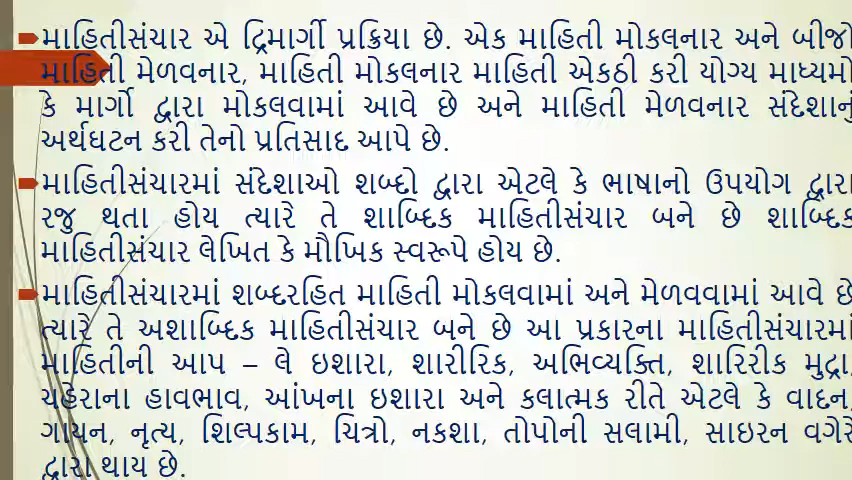 માહિતીસંચાર એ દ્વિમાર્ગી પ્રક્રિયા છે. એક માહિતી મોકલનાર અને બીજો
માહિતી મેળવનાર, માહિતી મોકલનાર માહિતી એકઠી કરી યોગ્ય માધ્યમો
કે માર્ગો દ્વારા મોકલવામાં આવે છે અને માહિતી મેળવનાર સંદેશાનું
અર્થઘટન કરી તેનો પ્રતિસાદ આપે છે.
માહિતીસંચારમાં સંદેશાઓ શબ્દો દ્વારા એટલે કે ભાષાનો ઉપયોગ દ્વારા
રજુ થતા હોય ત્યારે તે શાબ્દિક માહિતીસંચાર બને છે શાબ્દિક
માહિતીસંચાર લેખિત કે મૌખિક સ્વરૂપે હોય છે.
માહિતીસંચારમાં શબ્દરહિત માહિતી મોકલવામાં અને મેળવવામાં આવે છે
ત્યારે તે અશાબ્દિક માહિતીસંચાર બને છે આ પ્રકારના માહિતીસંચારમાં
માહિતીની આપ – લે ઇશારા, શારીરિક, અભિવ્યક્તિ, શારિરીક મુદ્રા,
ચહેરાના હાવભાવ, આંખના ઇશારા અને કલાત્મક રીતે એટલે કે વાદન,
ગાયન, નૃત્ય, શિલ્પકામ, ચિત્રો, નકશા, તોપોની સલામી, સાઇરન વગેરે
દ્વારા થાય છે.